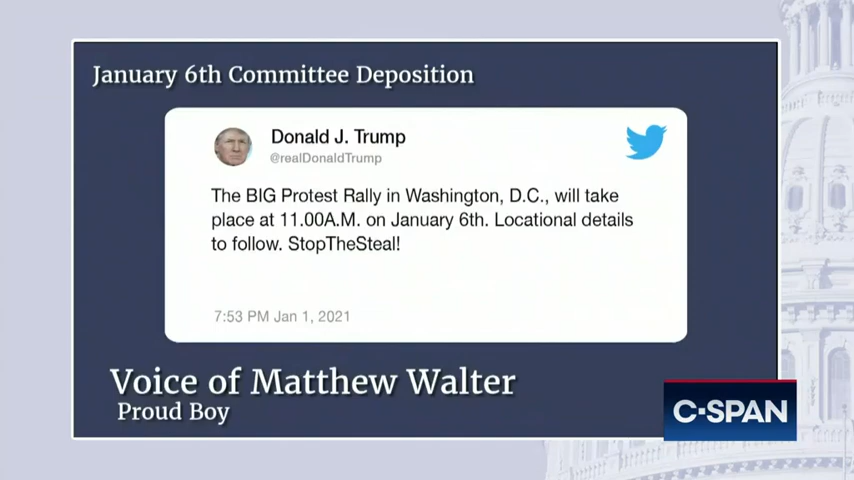 January 6th Committee Deposition
Donald J. Trump
@realDonaldTrump
The BIG Protest Rally in Washington, D.C., will take
place at 11.00A.M. on January 6th. Locational details
to follow. StopTheSteal!
7:53 PM Jan 1, 2021
Voice of Matthew Walter
Proud Boy
C-SPAN